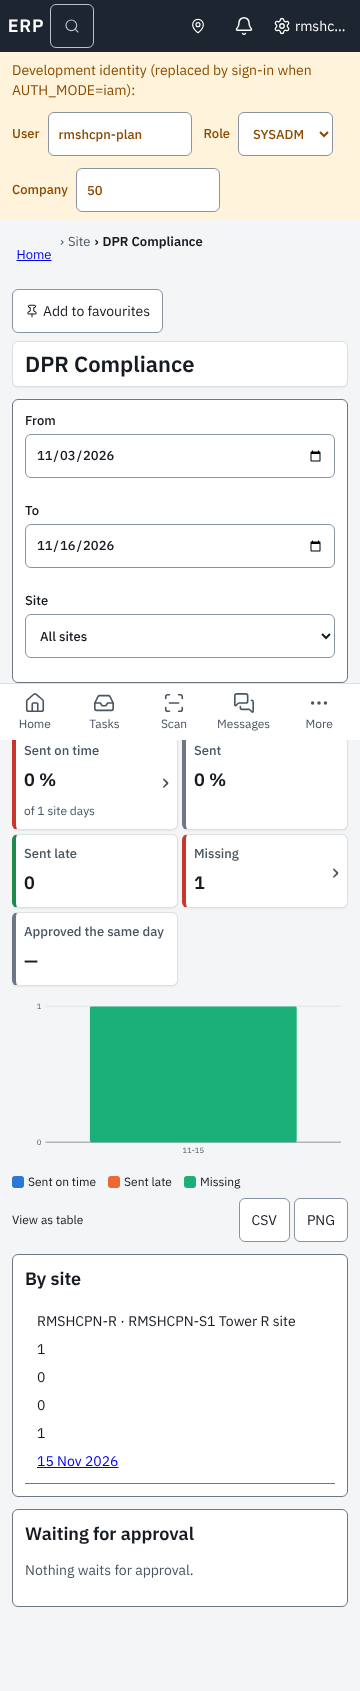 ERP
rmshc...
Development identity (replaced by sign-in when
AUTH_MODE=iam):
User rmshcpn-plan Role SYSADM
Company 50
Home › Site › DPR Compliance
Add to favourites
DPR Compliance
From
11/03/2026
To
11/16/2026
Site
All sites
Home Tasks Scan Messages More
Sent on time
0 %
of 1 site days
Sent
0 %
Sent late
0
Missing
1
Approved the same day
—
1
0
11-15
Sent on time Sent late Missing
View as table CSV PNG
By site
RMSHCPN-R · RMSHCPN-S1 Tower R site
1
0
0
1
15 Nov 2026
Waiting for approval
Nothing waits for approval.